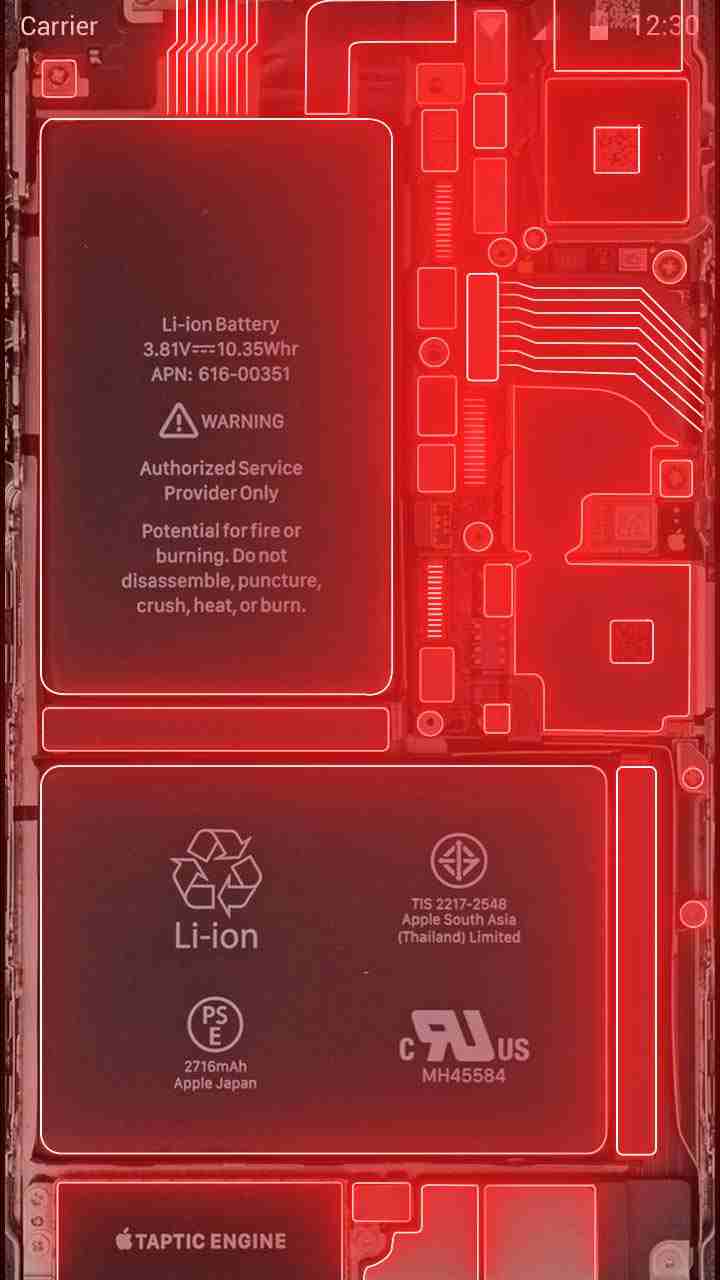 Carrier 12:30
Li-ion Battery
3.81V⎓10.35Whr
APN: 616-00351
WARNING
Authorized Service
Provider Only
Potential for fire or
burning. Do not
disassemble, puncture,
crush, heat, or burn.
Li-ion
TIS 2217-2548
Apple South Asia
(Thailand) Limited
PS
E
2716mAh
Apple Japan
c RU US
MH45584
TAPTIC ENGINE